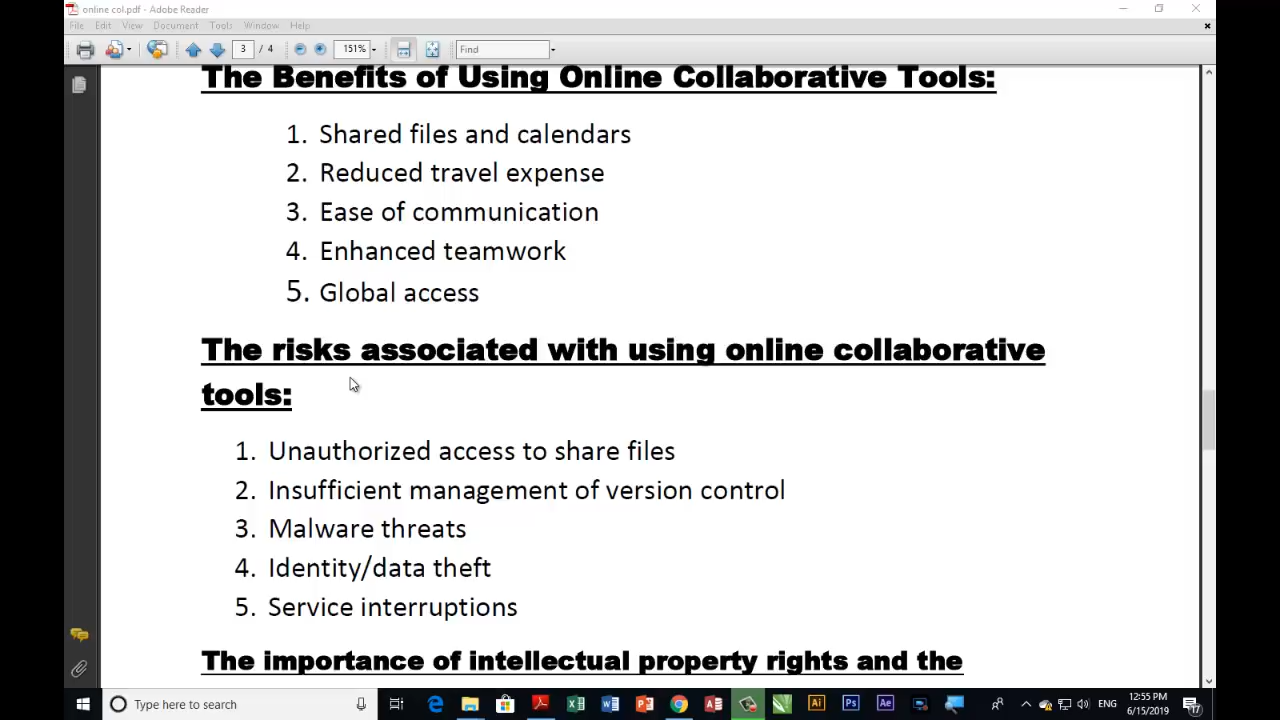 online col.pdf - Adobe Reader
File Edit View Document Tools Window Help
3 / 4 151% Find
The Benefits of Using Online Collaborative Tools:
1. Shared files and calendars
2. Reduced travel expense
3. Ease of communication
4. Enhanced teamwork
5. Global access
The risks associated with using online collaborative
tools:
1. Unauthorized access to share files
2. Insufficient management of version control
3. Malware threats
4. Identity/data theft
5. Service interruptions
The importance of intellectual property rights and the
Type here to search
ENG
12:55 PM
6/15/2019